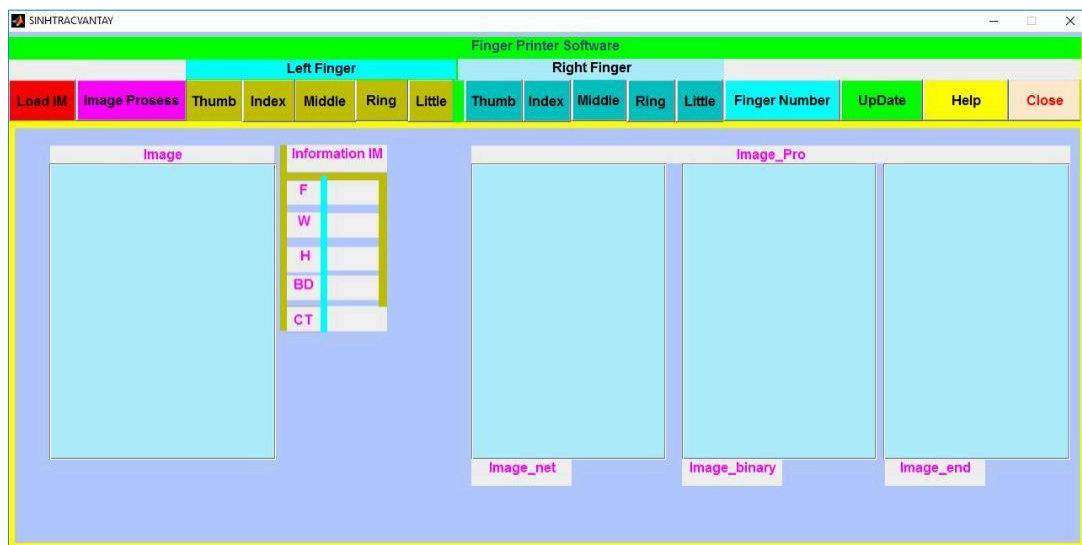 SINHTRACVANTAY
Finger Printer Software
Left Finger Right Finger
Load IM Image Prosess Thumb Index Middle Ring Little Thumb Index Middle Ring Little Finger Number UpDate Help Close
Image Information IM Image_Pro
F
W
H
BD
CT
Image_net Image_binary Image_end